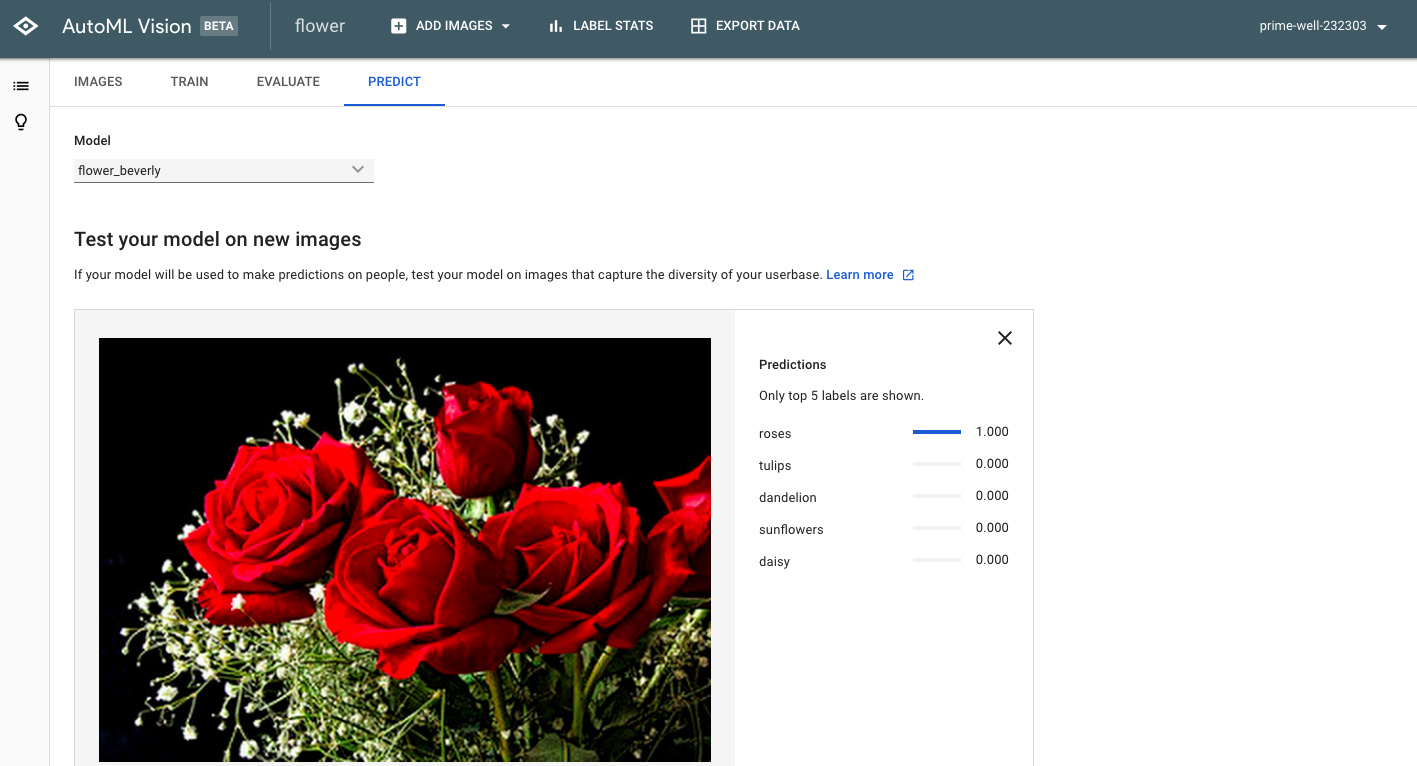 AutoML Vision BETA flower ADD IMAGES LABEL STATS EXPORT DATA prime-well-232303
IMAGES TRAIN EVALUATE PREDICT
Model
flower_beverly
Test your model on new images
If your model will be used to make predictions on people, test your model on images that capture the diversity of your userbase. Learn more
Predictions
Only top 5 labels are shown.
roses 1.000
tulips 0.000
dandelion 0.000
sunflowers 0.000
daisy 0.000